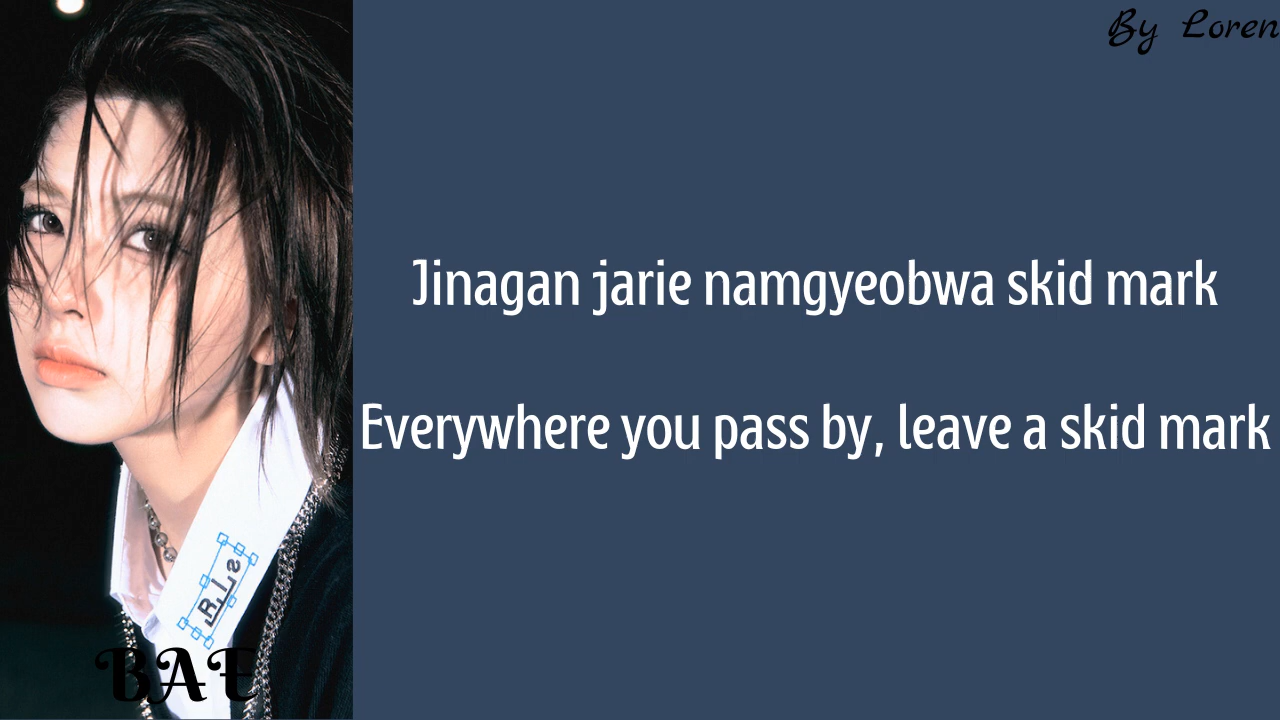 By Loren
Jinagan jarie namgyeobwa skid mark
Everywhere you pass by, leave a skid mark
BAE